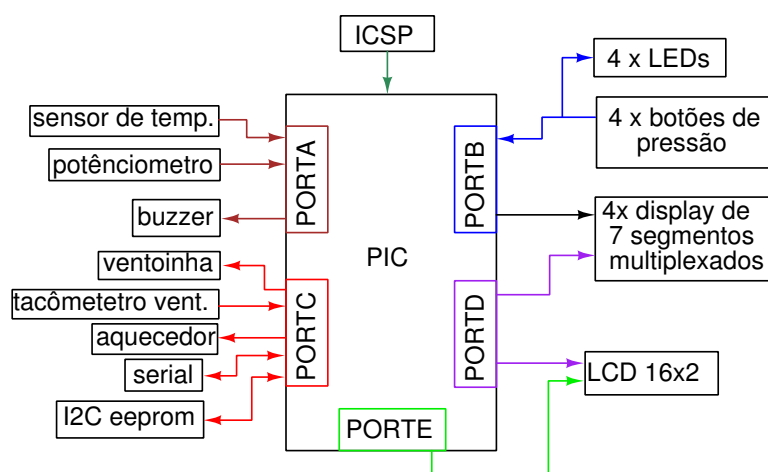 ICSP
4 x LEDs
sensor de temp.
4 x botões de
pressão
potênciometro
PORTA
PORTB
buzzer
4x display de
7 segmentos
multiplexados
ventoinha
PIC
tacômetetro vent.
PORTC
PORTD
aquecedor
serial
LCD 16x2
I2C eeprom
PORTE